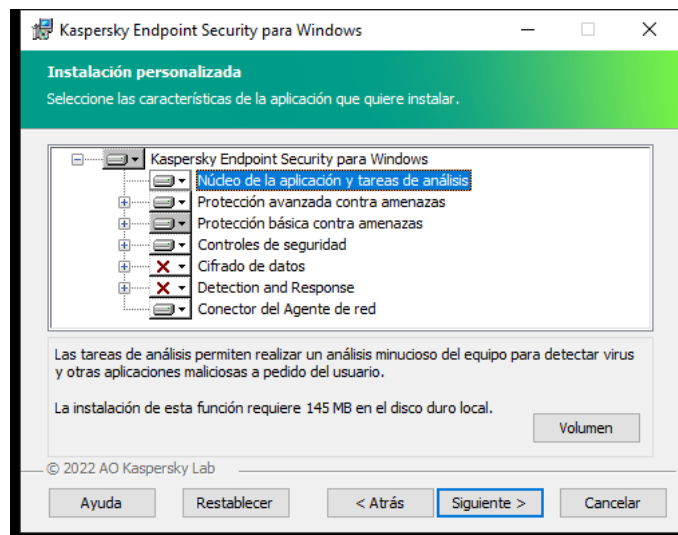 Kaspersky Endpoint Security para Windows
Instalación personalizada
Seleccione las características de la aplicación que quiere instalar.
Kaspersky Endpoint Security para Windows
Núcleo de la aplicación y tareas de análisis
Protección avanzada contra amenazas
Protección básica contra amenazas
Controles de seguridad
Cifrado de datos
Detection and Response
Conector del Agente de red
Las tareas de análisis permiten realizar un análisis minucioso del equipo para detectar virus
y otras aplicaciones maliciosas a pedido del usuario.
La instalación de esta función requiere 145 MB en el disco duro local.
Volumen
© 2022 AO Kaspersky Lab
Ayuda Restablecer < Atrás Siguiente > Cancelar